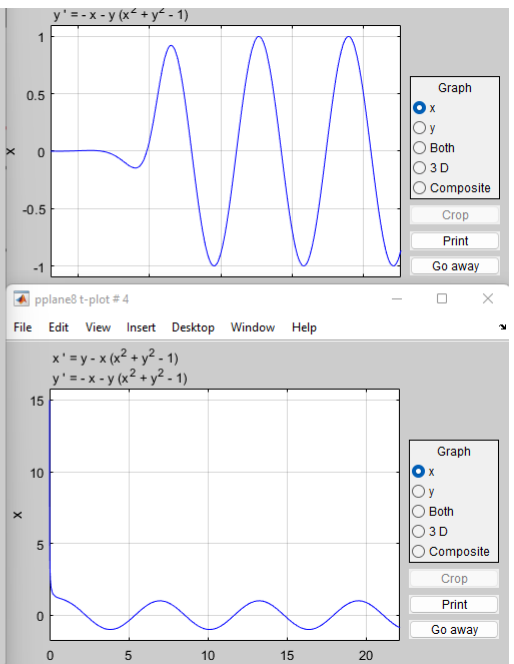 y ' = - x - y (x² + y² - 1)
1
0.5
0
-0.5
-1
x
Graph
x
y
Both
3 D
Composite
Crop
Print
Go away
pplane8 t-plot # 4
File Edit View Insert Desktop Window Help
x ' = y - x (x² + y² - 1)
y ' = - x - y (x² + y² - 1)
15
10
5
0
x
0 5 10 15 20
Graph
x
y
Both
3 D
Composite
Crop
Print
Go away